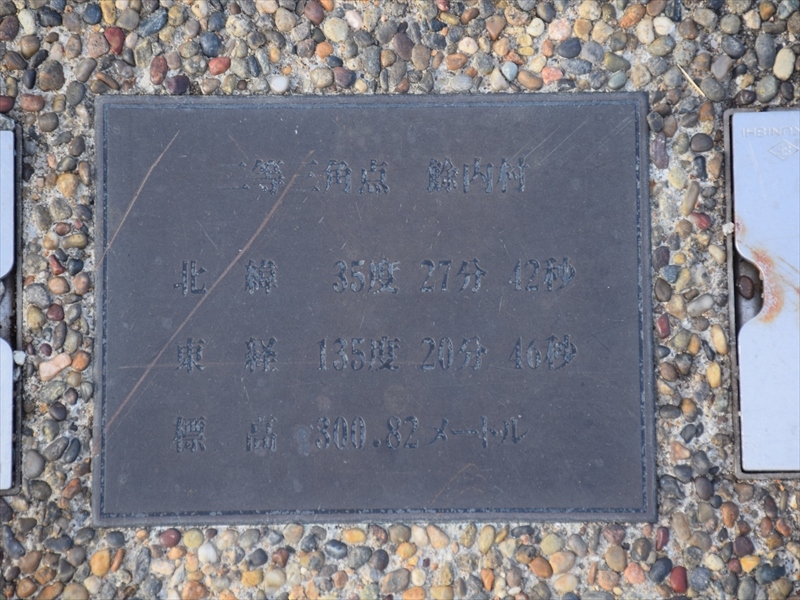 二等三角点 餘内村
北 緯 35度 27分 42秒
東 経 135度 20分 46秒
標 高 300.82メートル